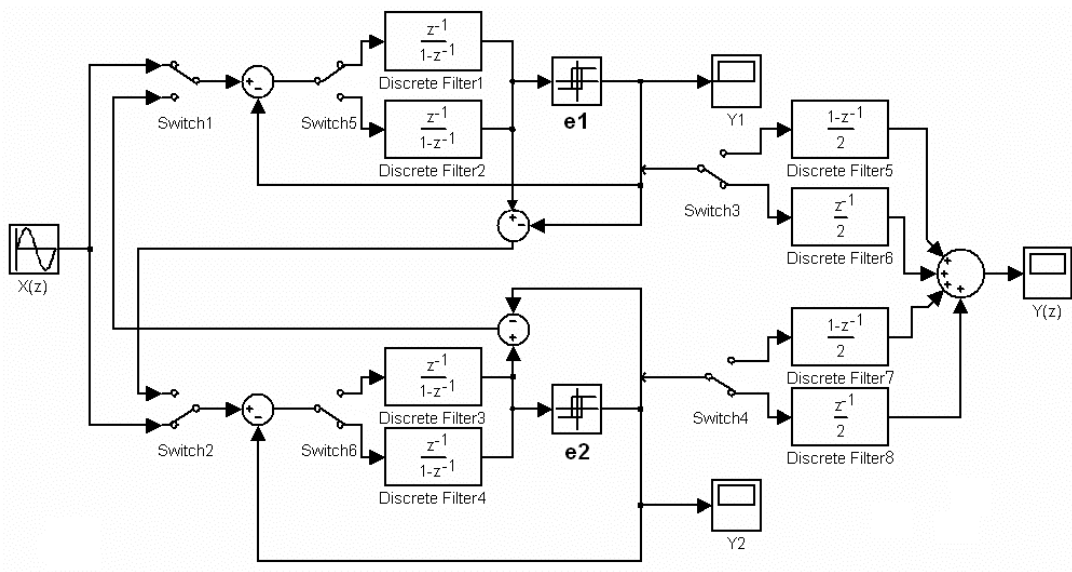 z-1
1-z-1
Discrete Filter1
Switch1
Switch5
z-1
1-z-1
Discrete Filter2
e1
Y1
1-z-1
2
Discrete Filter5
Switch3
z-1
2
Discrete Filter6
X(z)
Y(z)
1-z-1
2
Discrete Filter7
z-1
1-z-1
Discrete Filter3
Switch2
Switch6
z-1
1-z-1
Discrete Filter4
e2
Switch4
z-1
2
Discrete Filter8
Y2